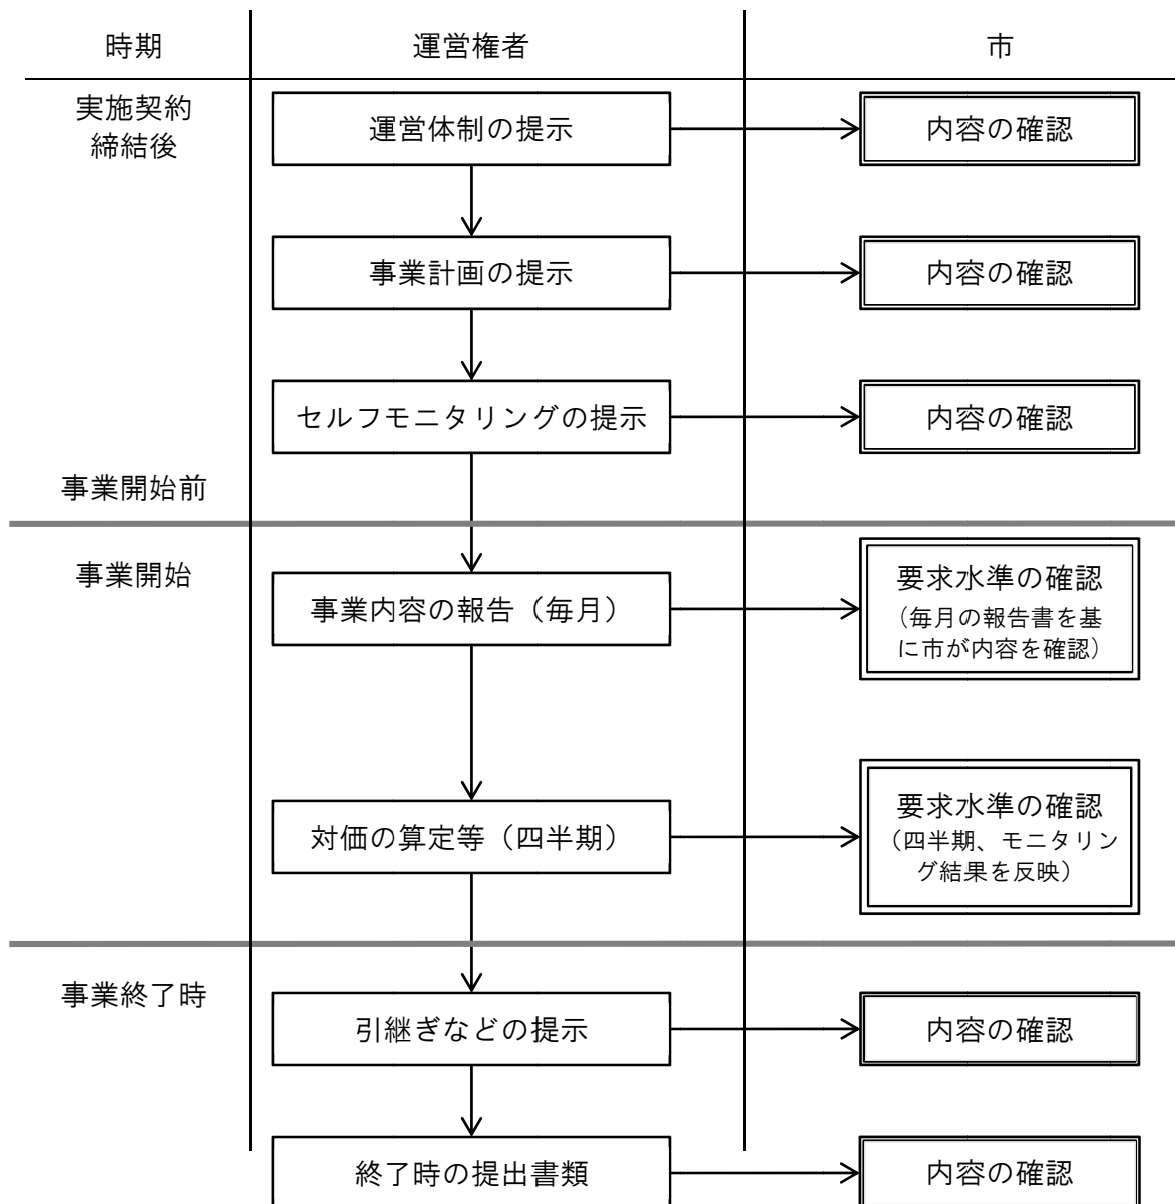 時期
運営権者
市
実施契約
締結後
運営体制の提示
内容の確認
事業計画の提示
内容の確認
セルフモニタリングの提示
内容の確認
事業開始前
事業開始
事業内容の報告（毎月）
要求水準の確認
（毎月の報告書を基
に市が内容を確認）
対価の算定等（四半期）
要求水準の確認
（四半期、モニタリン
グ結果を反映）
事業終了時
引継ぎなどの提示
内容の確認
終了時の提出書類
内容の確認